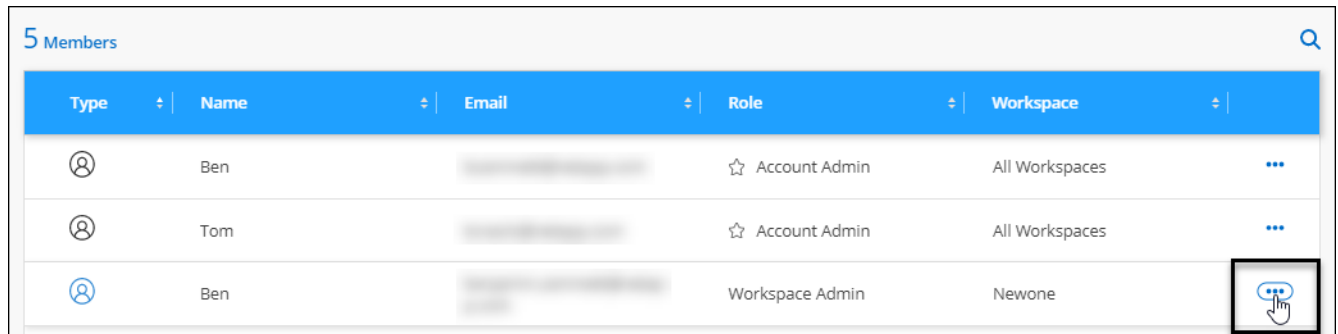 5 Members
Type Name Email Role Workspace
Ben Account Admin All Workspaces
Tom Account Admin All Workspaces
Ben Workspace Admin Newone